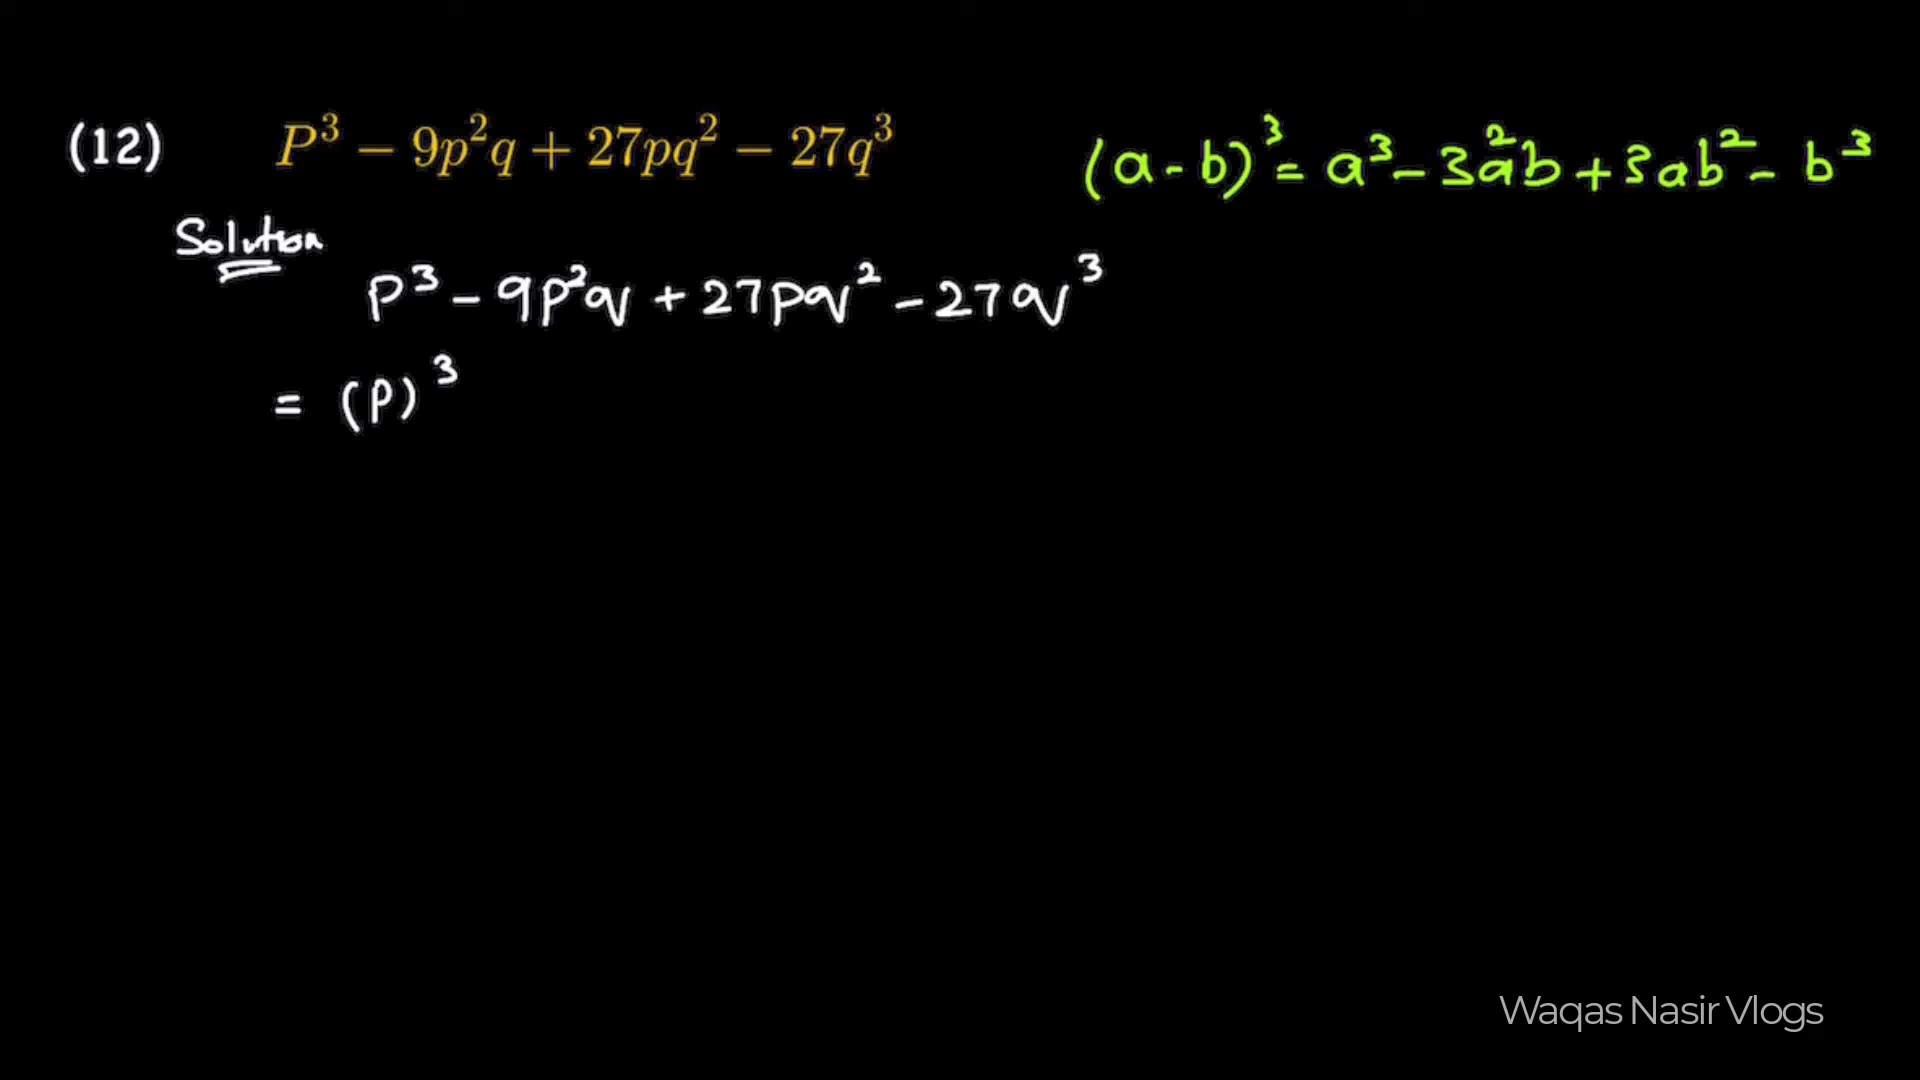 (12) P³ − 9p²q + 27pq² − 27q³ (a-b)³ = a³ - 3a²b + 3ab² - b³
Solution
P³ - 9p²q + 27pq² - 27q³
= (P)³
Waqas Nasir Vlogs